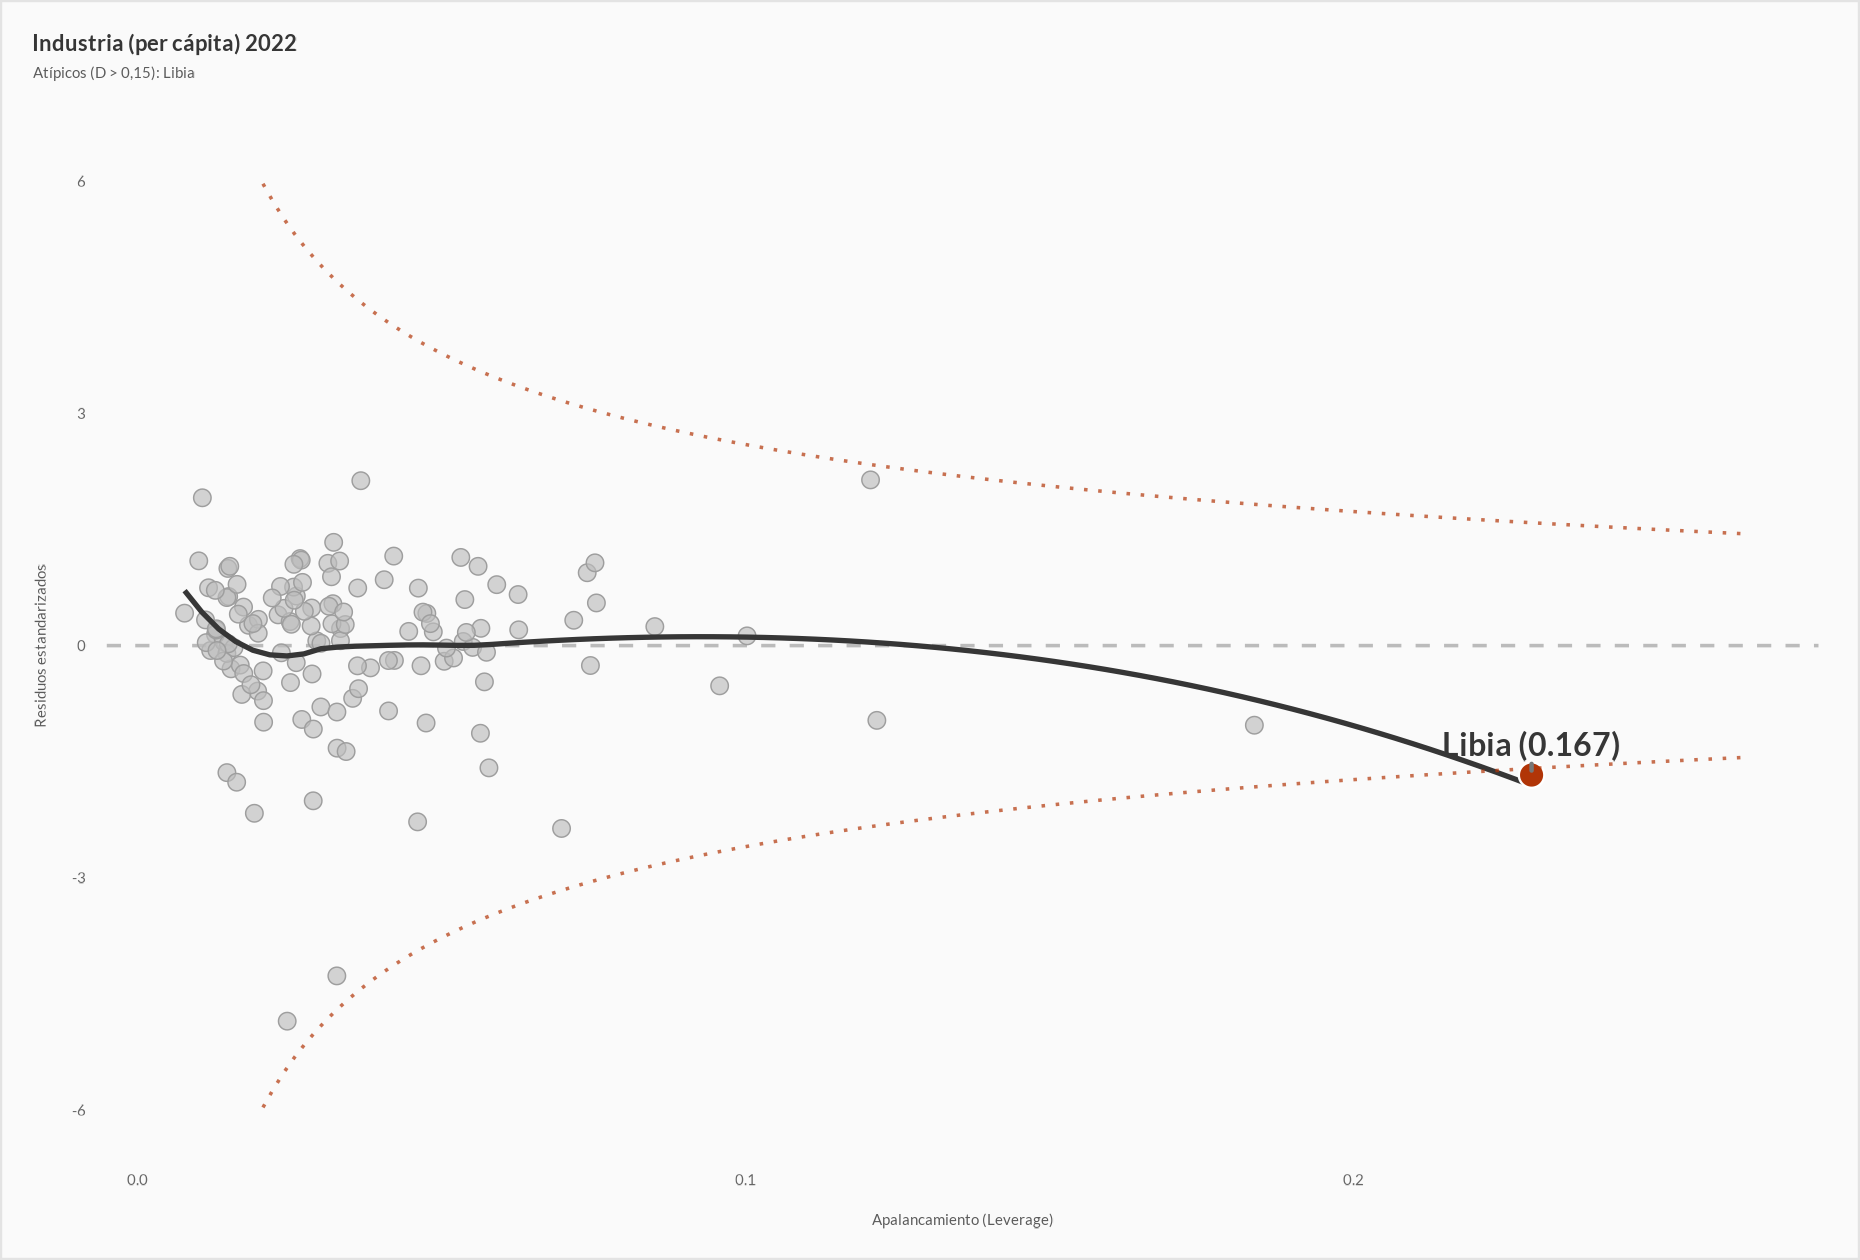 Industria (per cápita) 2022
Atípicos (D > 0,15): Libia
6
3
0
-3
-6
Residuos estandarizados
Libia (0.167)
0.0
0.1
0.2
Apalancamiento (Leverage)